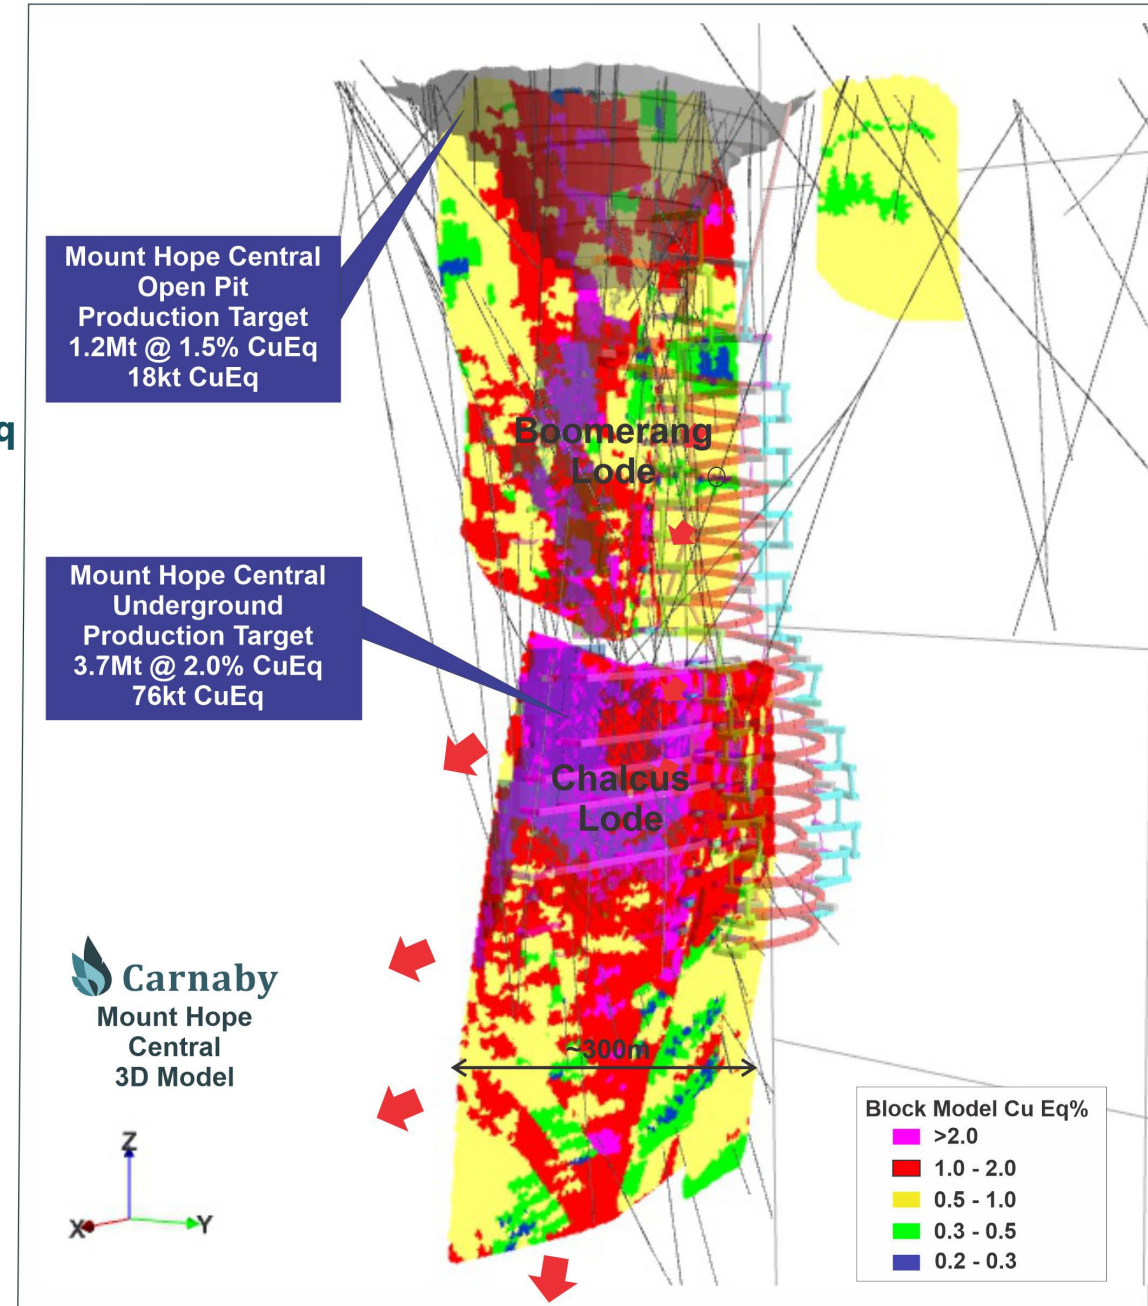 Mount Hope Central
Open Pit
Production Target
1.2Mt @ 1.5% CuEq
18kt CuEq
q
Boomerang
Lode
Mount Hope Central
Underground
Production Target
3.7Mt @ 2.0% CuEq
76kt CuEq
Chalcus
Lode
Carnaby
Mount Hope
Central
3D Model
~300m
Z
X
Y
Block Model Cu Eq%
>2.0
1.0 - 2.0
0.5 - 1.0
0.3 - 0.5
0.2 - 0.3